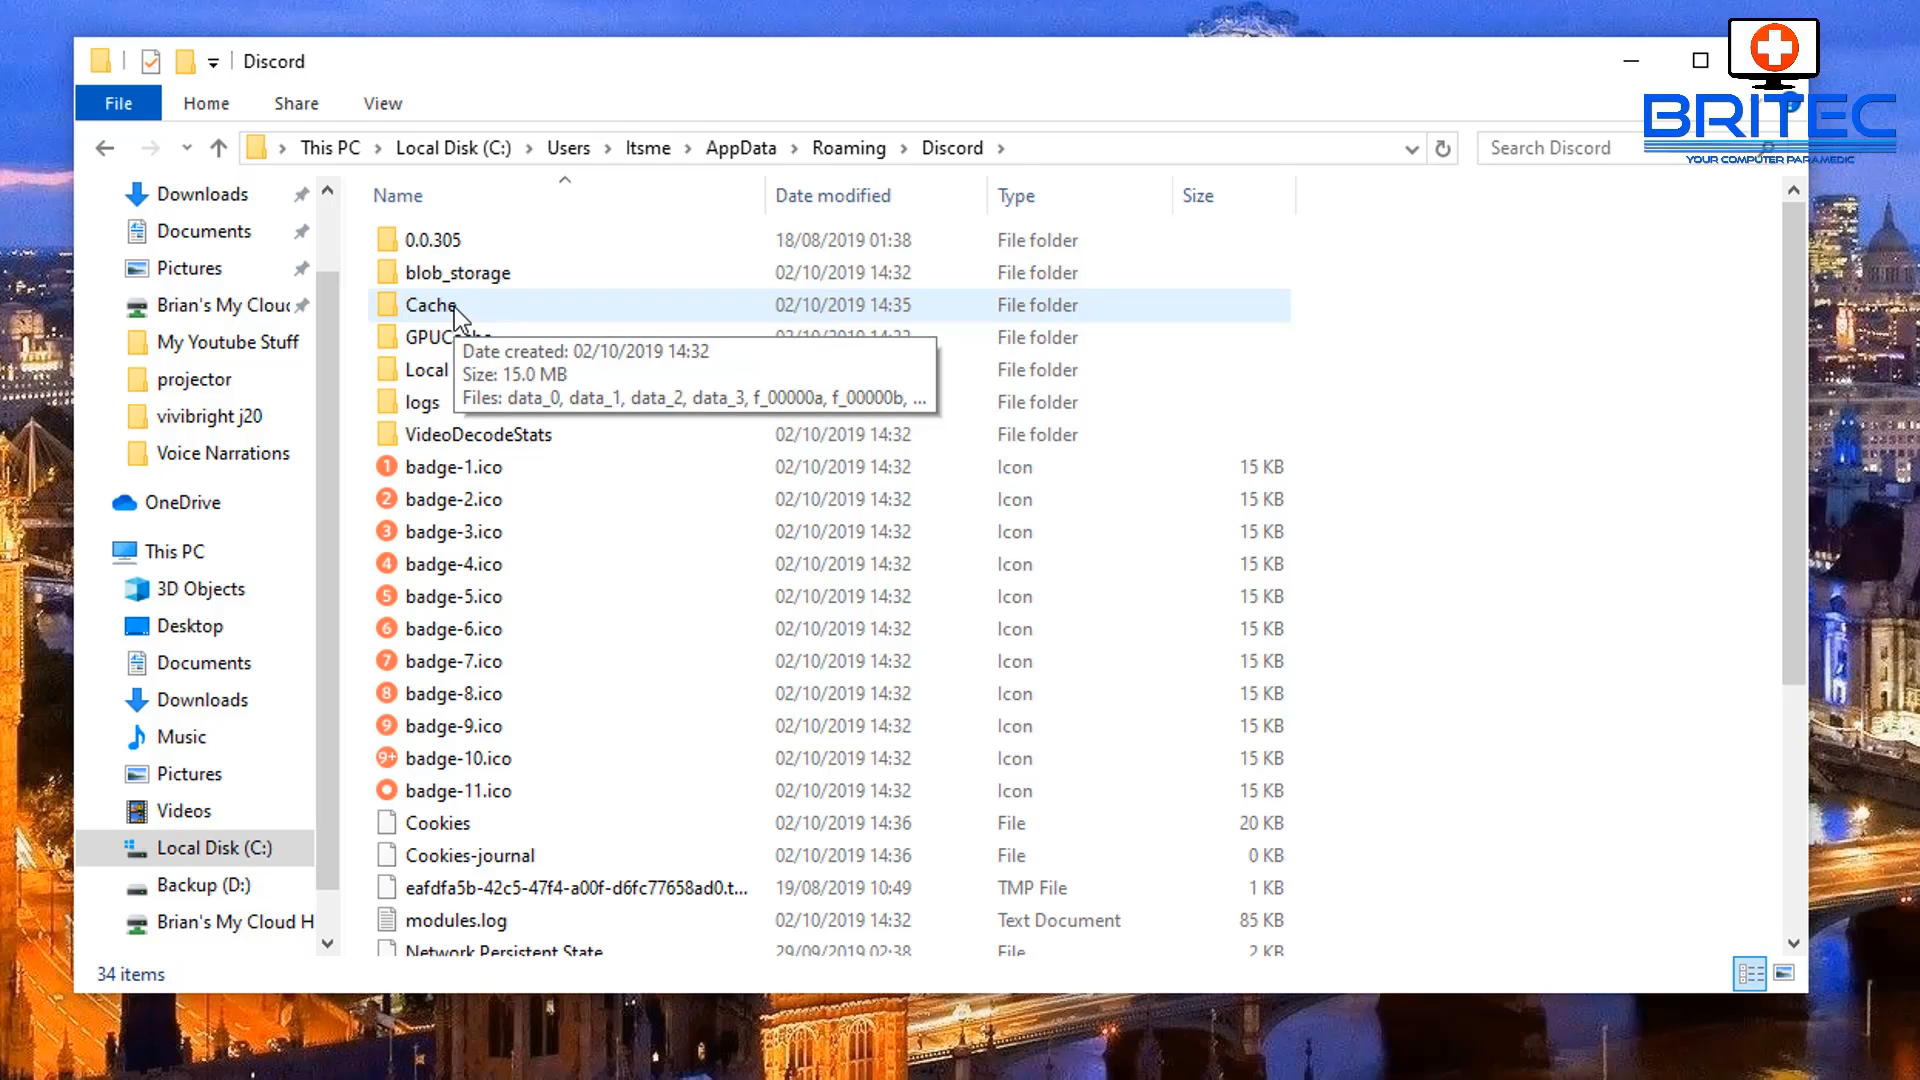 Discord
BRITEC
YOUR COMPUTER PARAMEDIC
File Home Share View
This PC Local Disk (C:) Users Itsme AppData Roaming Discord
Search Discord
Downloads
Documents
Pictures
Brian's My Clou
My Youtube Stuff
projector
vivibright j20
Voice Narrations
OneDrive
This PC
3D Objects
Desktop
Documents
Downloads
Music
Pictures
Videos
Local Disk (C:)
Backup (D:)
Brian's My Cloud H
Name Date modified Type Size
0.0.305 18/08/2019 01:38 File folder
blob_storage 02/10/2019 14:32 File folder
Cache 02/10/2019 14:35 File folder
GPUCache 02/10/2019 14:32 File folder
Date created: 02/10/2019 14:32
Size: 15.0 MB
Files: data_0, data_1, data_2, data_3, f_00000a, f_00000b, ...
Local File folder
logs File folder
VideoDecodeStats 02/10/2019 14:32 File folder
1 badge-1.ico 02/10/2019 14:32 Icon 15 KB
2 badge-2.ico 02/10/2019 14:32 Icon 15 KB
3 badge-3.ico 02/10/2019 14:32 Icon 15 KB
4 badge-4.ico 02/10/2019 14:32 Icon 15 KB
5 badge-5.ico 02/10/2019 14:32 Icon 15 KB
6 badge-6.ico 02/10/2019 14:32 Icon 15 KB
7 badge-7.ico 02/10/2019 14:32 Icon 15 KB
8 badge-8.ico 02/10/2019 14:32 Icon 15 KB
9 badge-9.ico 02/10/2019 14:32 Icon 15 KB
9+ badge-10.ico 02/10/2019 14:32 Icon 15 KB
badge-11.ico 02/10/2019 14:32 Icon 15 KB
Cookies 02/10/2019 14:36 File 20 KB
Cookies-journal 02/10/2019 14:36 File 0 KB
eafdfa5b-42c5-47f4-a00f-d6fc77658ad0.t... 19/08/2019 10:49 TMP File 1 KB
modules.log 02/10/2019 14:32 Text Document 85 KB
Network Persistent State 29/09/2019 02:38 File 2 KB
34 items